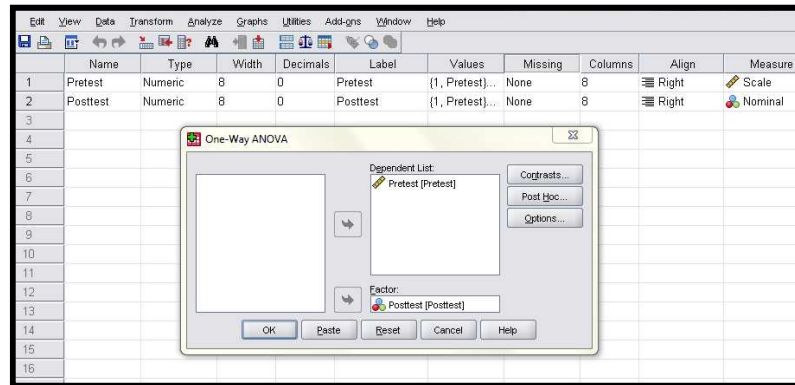 Edit View Data Transform Analyze Graphs Utilities Add-ons Window Help
Name Type Width Decimals Label Values Missing Columns Align Measure
1 Pretest Numeric 8 0 Pretest {1, Pretest}... None 8 Right Scale
2 Posttest Numeric 8 0 Posttest {1, Pretest}... None 8 Right Nominal
3
4
5
6
7
8
9
10
11
12
13
14
15
16
One-Way ANOVA
Dependent List:
Pretest [Pretest]
Contrasts...
Post Hoc...
Options...
Factor:
Posttest [Posttest]
OK Paste Reset Cancel Help